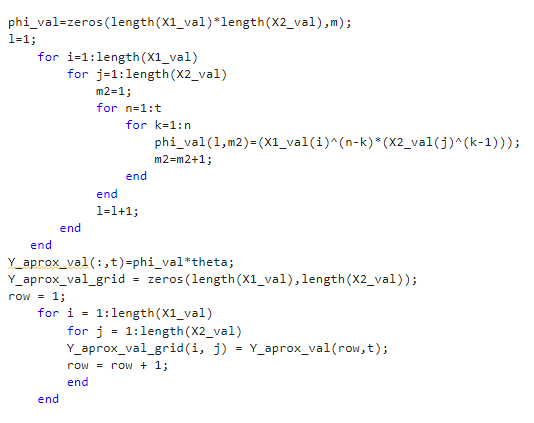 phi_val=zeros(length(X1_val)*length(X2_val),m);
l=1;
    for i=1:length(X1_val)
        for j=1:length(X2_val)
            m2=1;
            for n=1:t
                for k=1:n
                    phi_val(l,m2)=(X1_val(i)^(n-k)*(X2_val(j)^(k-1)));
                    m2=m2+1;
                end
            end
            l=l+1;
       end
   end
Y_aprox_val(:,t)=phi_val*theta;
Y_aprox_val_grid = zeros(length(X1_val),length(X2_val));
row = 1;
    for i = 1:length(X1_val)
        for j = 1:length(X2_val)
        Y_aprox_val_grid(i, j) = Y_aprox_val(row,t);
        row = row + 1;
        end
    end